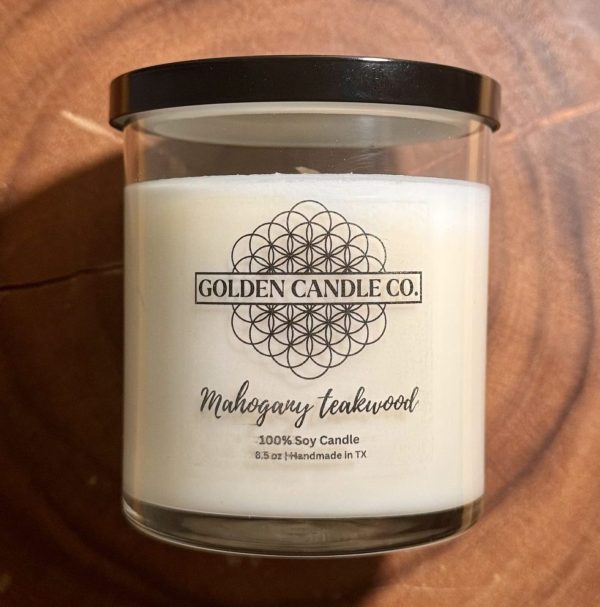 GOLDEN CANDLE CO.
Mahogany teakwood
100% Soy Candle
8.5 oz | Handmade in TX